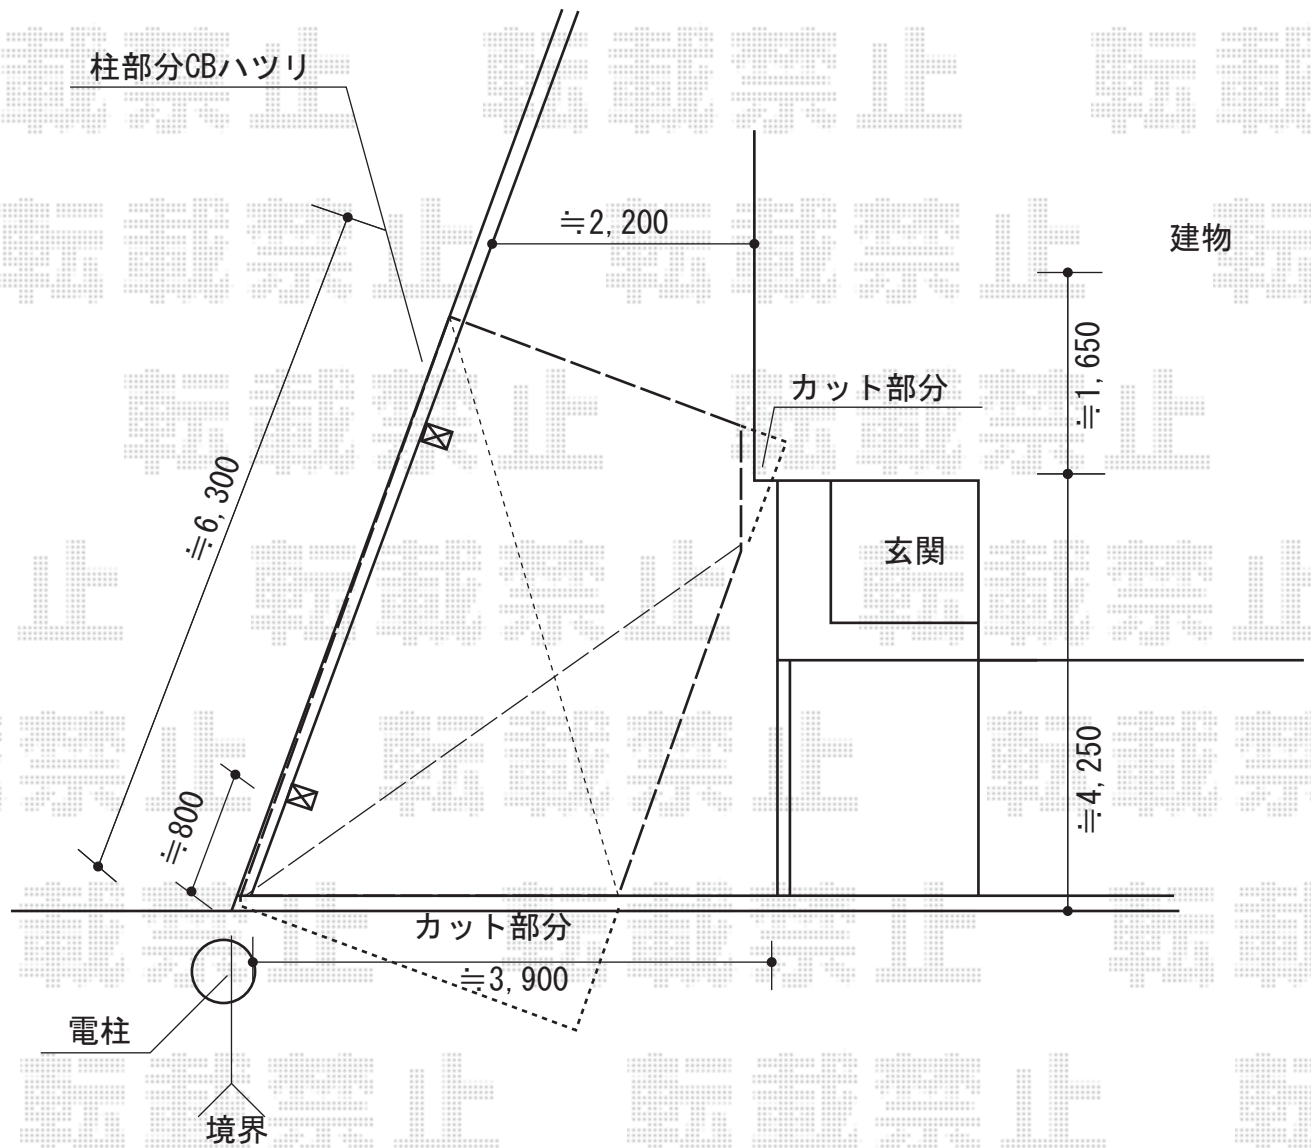 柱部分CBハツリ
≒2,200
建物
≒1,650
カット部分
≒6,300
玄関
≒4,250
≒800
カット部分
≒3,900
電柱
境界
転載禁止